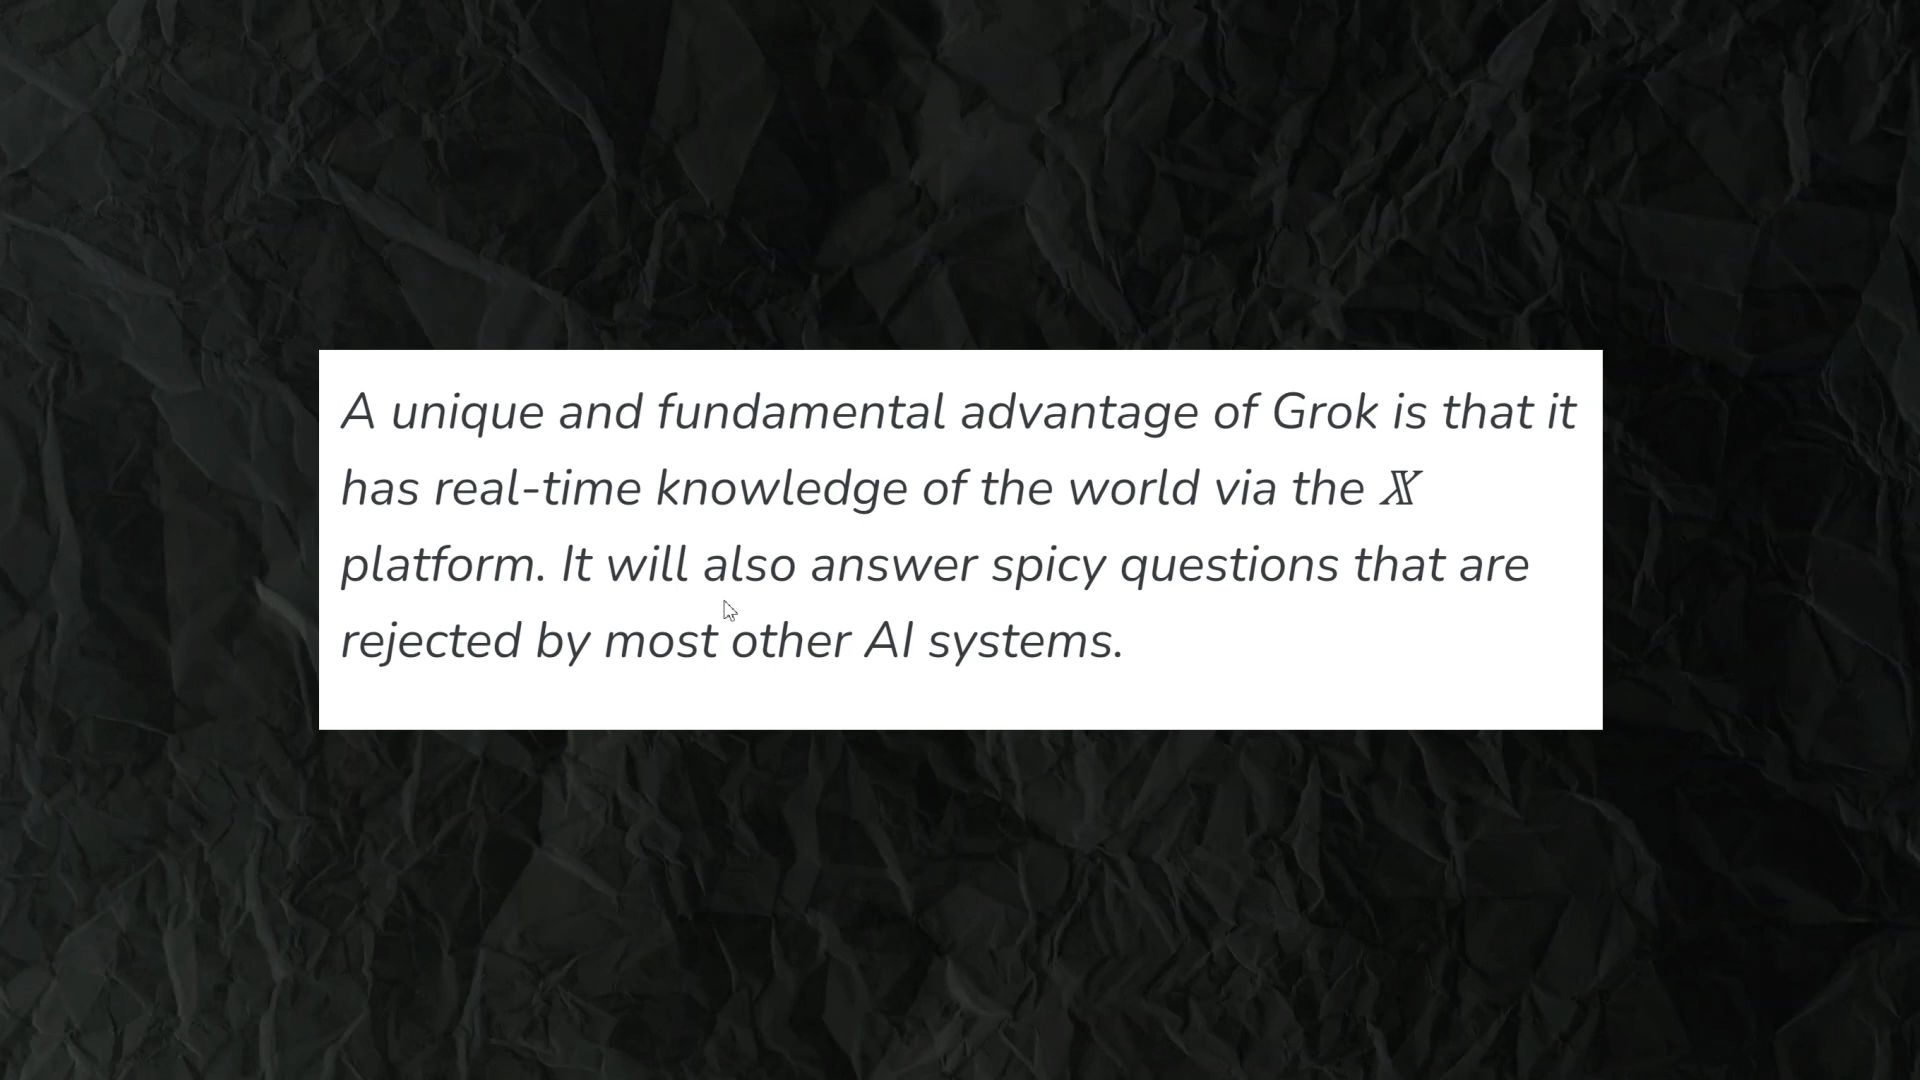 A unique and fundamental advantage of Grok is that it
has real-time knowledge of the world via the 𝕏
platform. It will also answer spicy questions that are
rejected by most other AI systems.